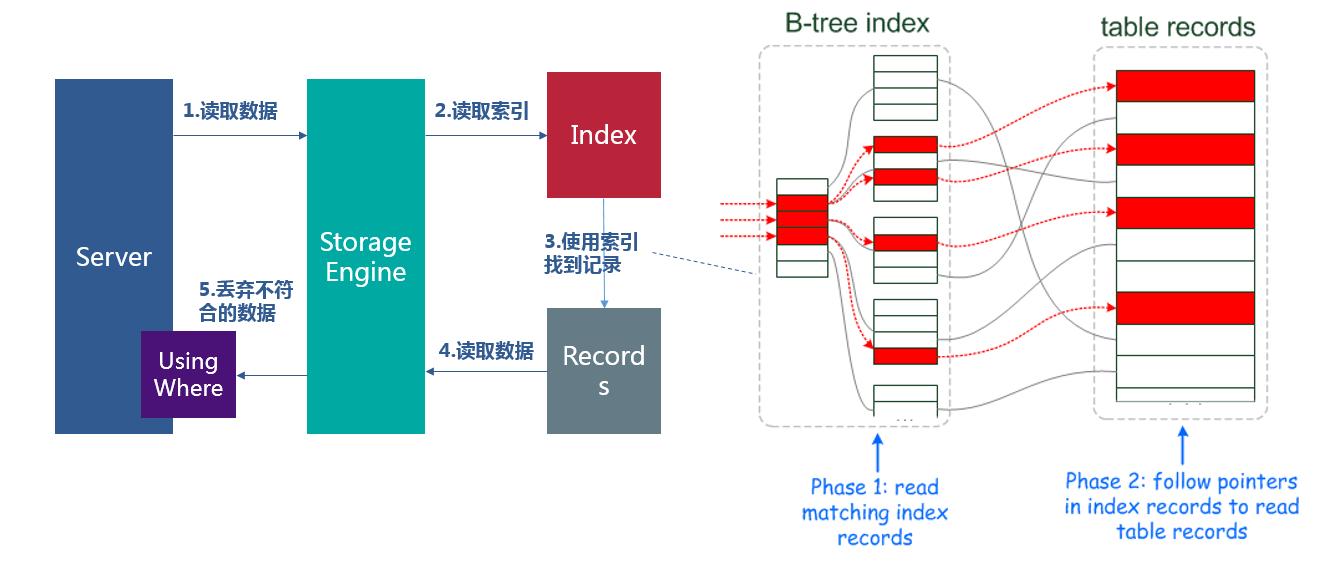 Server
1.读取数据
Storage
Engine
2.读取索引
Index
3.使用索引
找到记录
Record
s
4.读取数据
5.丢弃不符
合的数据
Using
Where
B-tree index
table records
...
. . .
Phase 1: read
matching index
records
Phase 2: follow pointers
in index records to read
table records